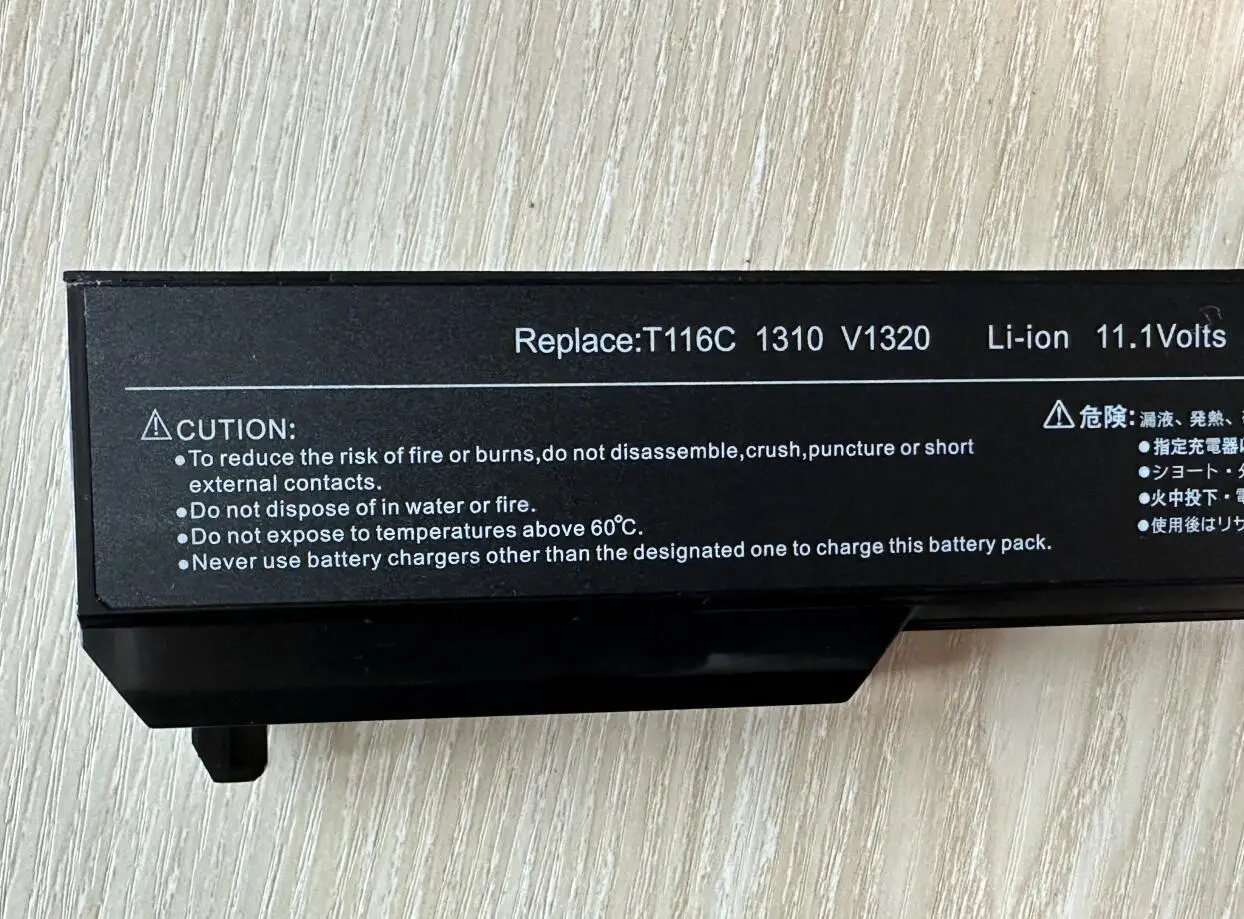 Replace:T116C 1310 V1320 Li-ion 11.1Volts
⚠CUTION:
●To reduce the risk of fire or burns,do not disassemble,crush,puncture or short
external contacts.
●Do not dispose of in water or fire.
●Do not expose to temperatures above 60℃.
●Never use battery chargers other than the designated one to charge this battery pack.
⚠危険:漏液、発熱、
●指定充電器
●ショート・
●火中投下・
●使用後はリサ